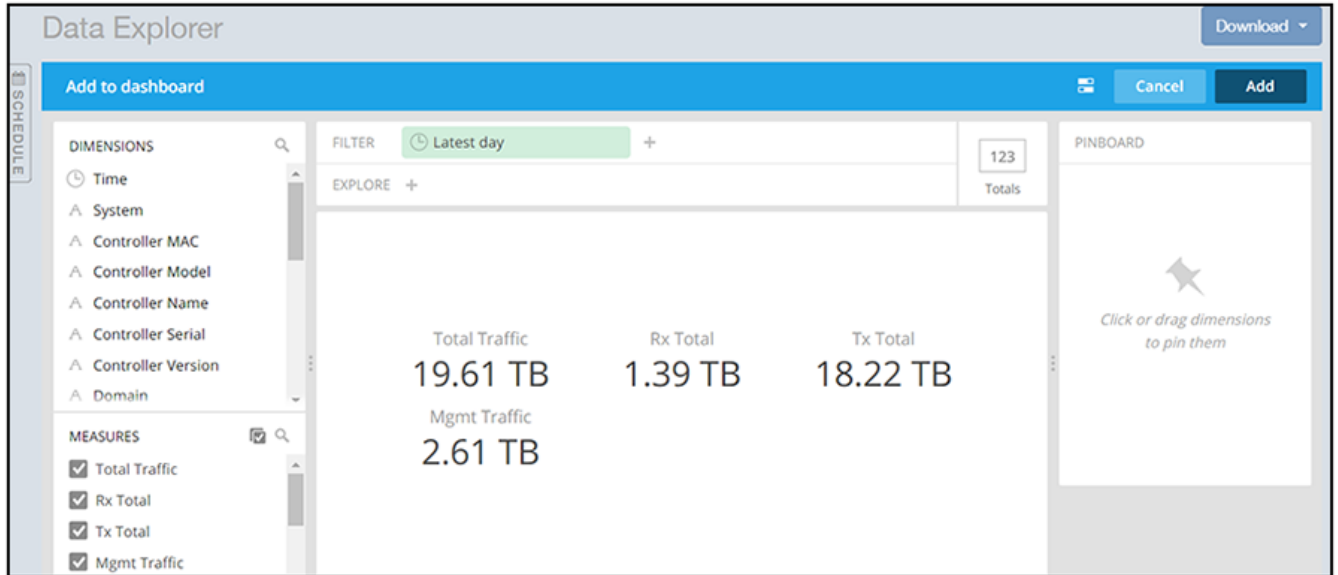 Data Explorer
Download
SCHEDULE
Add to dashboard
Cancel
Add
DIMENSIONS
Time
System
Controller MAC
Controller Model
Controller Name
Controller Serial
Controller Version
Domain
MEASURES
Total Traffic
Rx Total
Tx Total
Mgmt Traffic
FILTER
Latest day
+
EXPLORE +
123
Totals
Total Traffic Rx Total Tx Total
19.61 TB 1.39 TB 18.22 TB
Mgmt Traffic
2.61 TB
PINBOARD
Click or drag dimensions
to pin them